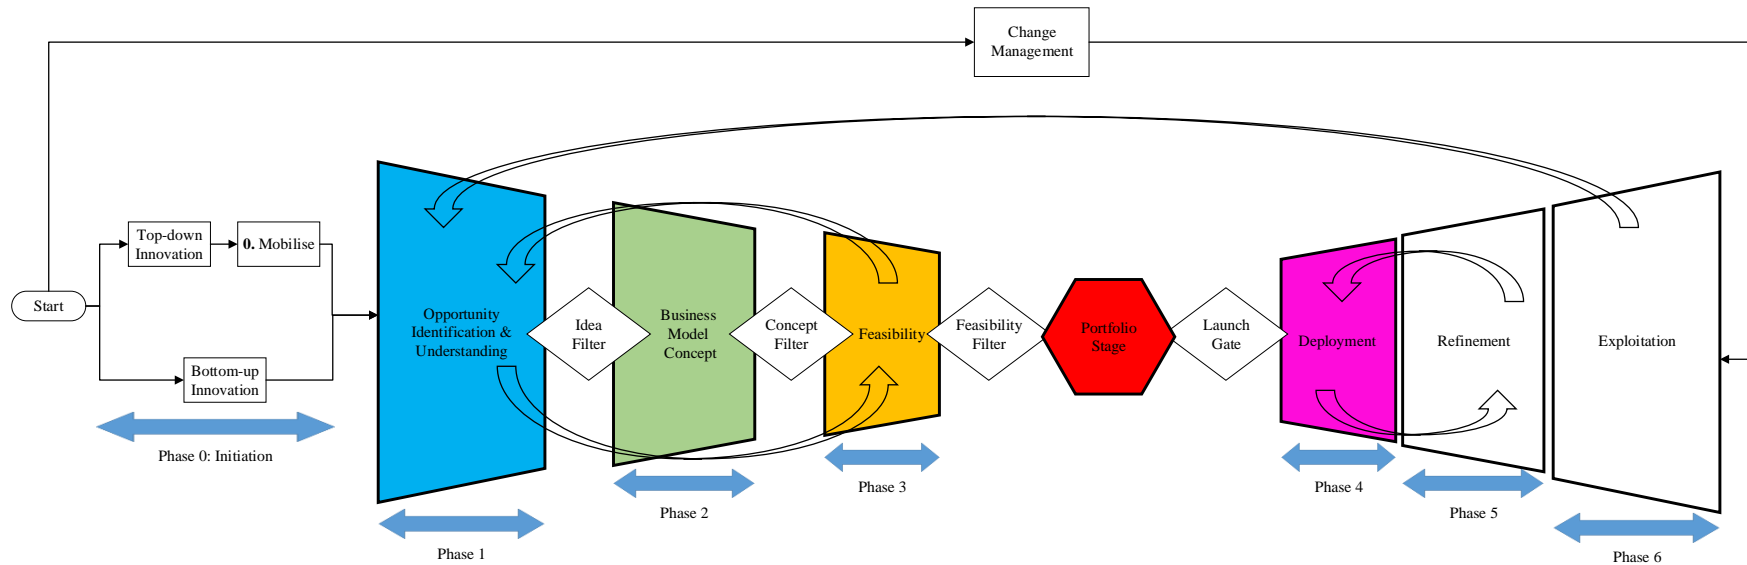 Change
Management
Top-down
Innovation
0. Mobilise
Start
Bottom-up
Innovation
Phase 0: Initiation
Opportunity
Identification &
Understanding
Phase 1
Idea
Filter
Business
Model
Concept
Phase 2
Concept
Filter
Feasibility
Phase 3
Feasibility
Filter
Portfolio
Stage
Launch
Gate
Deployment
Phase 4
Refinement
Phase 5
Exploitation
Phase 6